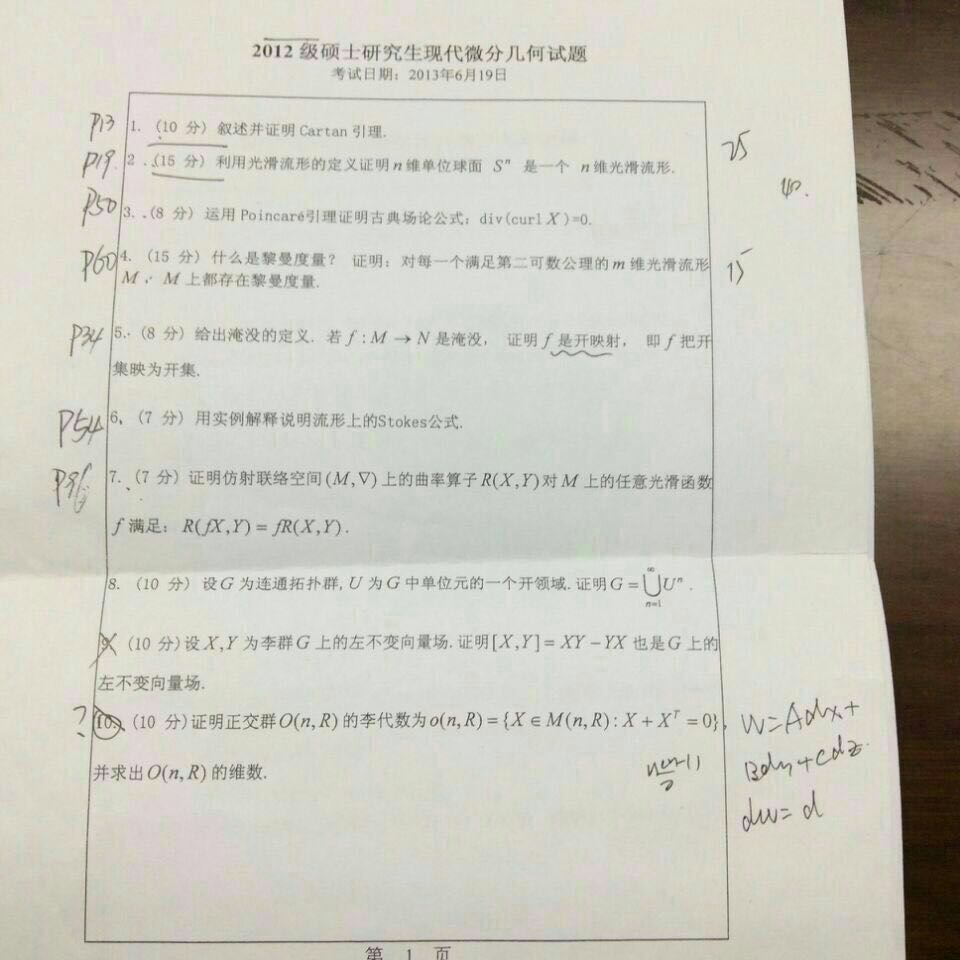 2012 级硕士研究生现代微分几何试题
考试日期：2013年6月19日
P13 1. (10 分) 叙述并证明Cartan 引理.
25
P19 2. (15 分) 利用光滑流形的定义证明 n 维单位球面 Sⁿ 是一个 n 维光滑流形.
40.
P50 3. (8 分) 运用Poincaré引理证明古典场论公式：div(curl X)=0.
P60 4. (15 分) 什么是黎曼度量？ 证明：对每一个满足第二可数公理的 m 维光滑流形
15
M， M 上都存在黎曼度量.
P34 5. (8 分) 给出淹没的定义. 若 f : M → N 是淹没， 证明 f 是开映射， 即 f 把开
集映为开集.
P54 6. (7 分) 用实例解释说明流形上的Stokes公式.
7. (7 分) 证明仿射联络空间 (M,∇) 上的曲率算子 R(X,Y) 对 M 上的任意光滑函数
f 满足： R(fX,Y) = fR(X,Y).
8. (10 分) 设 G 为连通拓扑群, U 为 G 中单位元的一个开领域. 证明 G = ⋃_{n=1}^{∞} Uⁿ.
9. (10 分) 设 X,Y 为李群 G 上的左不变向量场. 证明 [X,Y] = XY − YX 也是 G 上的
左不变向量场.
? 10. (10 分) 证明正交群 O(n,R) 的李代数为 o(n,R) = {X ∈ M(n,R) : X + Xᵀ = 0},
并求出 O(n,R) 的维数.
n(n-1)/2
W=Adx+
Bdy+Cdz.
dw= d
第 1 页